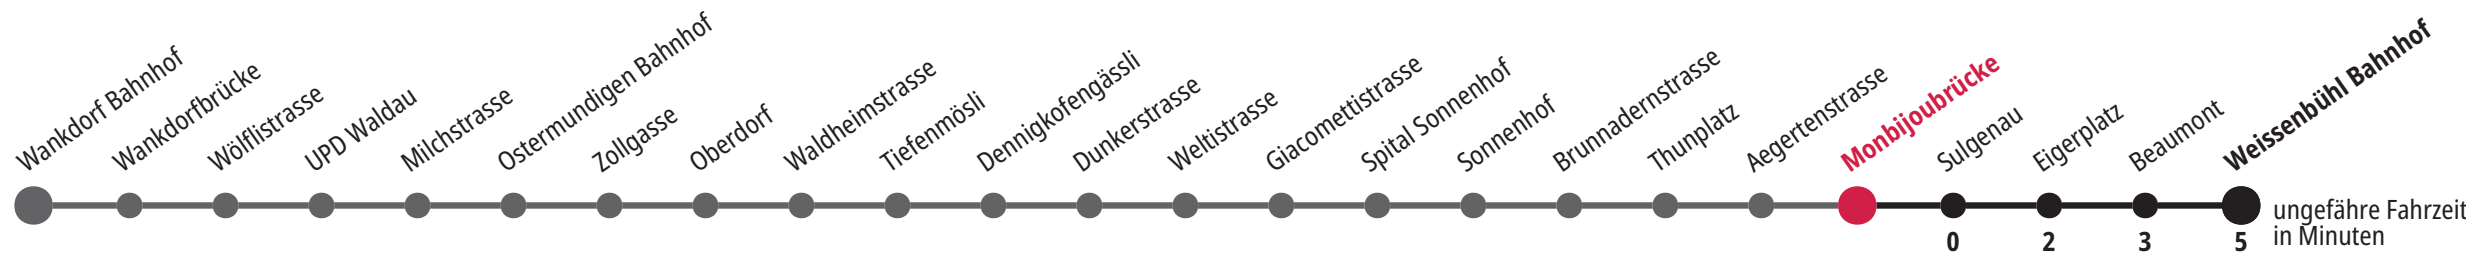 Wankdorf Bahnhof
Wankdorfbrücke
Wölflistrasse
UPD Waldau
Milchstrasse
Ostermundigen Bahnhof
Zollgasse
Oberdorf
Waldheimstrasse
Tiefenmösli
Dennigkofengässli
Dunkerstrasse
Weltistrasse
Giacomettistrasse
Spital Sonnenhof
Sonnenhof
Brunnadernstrasse
Thunplatz
Aegertenstrasse
Monbijoubrücke
Sulgenau
Eigerplatz
Beaumont
Weissenbühl Bahnhof
0 2 3 5
ungefähre Fahrzeit
in Minuten